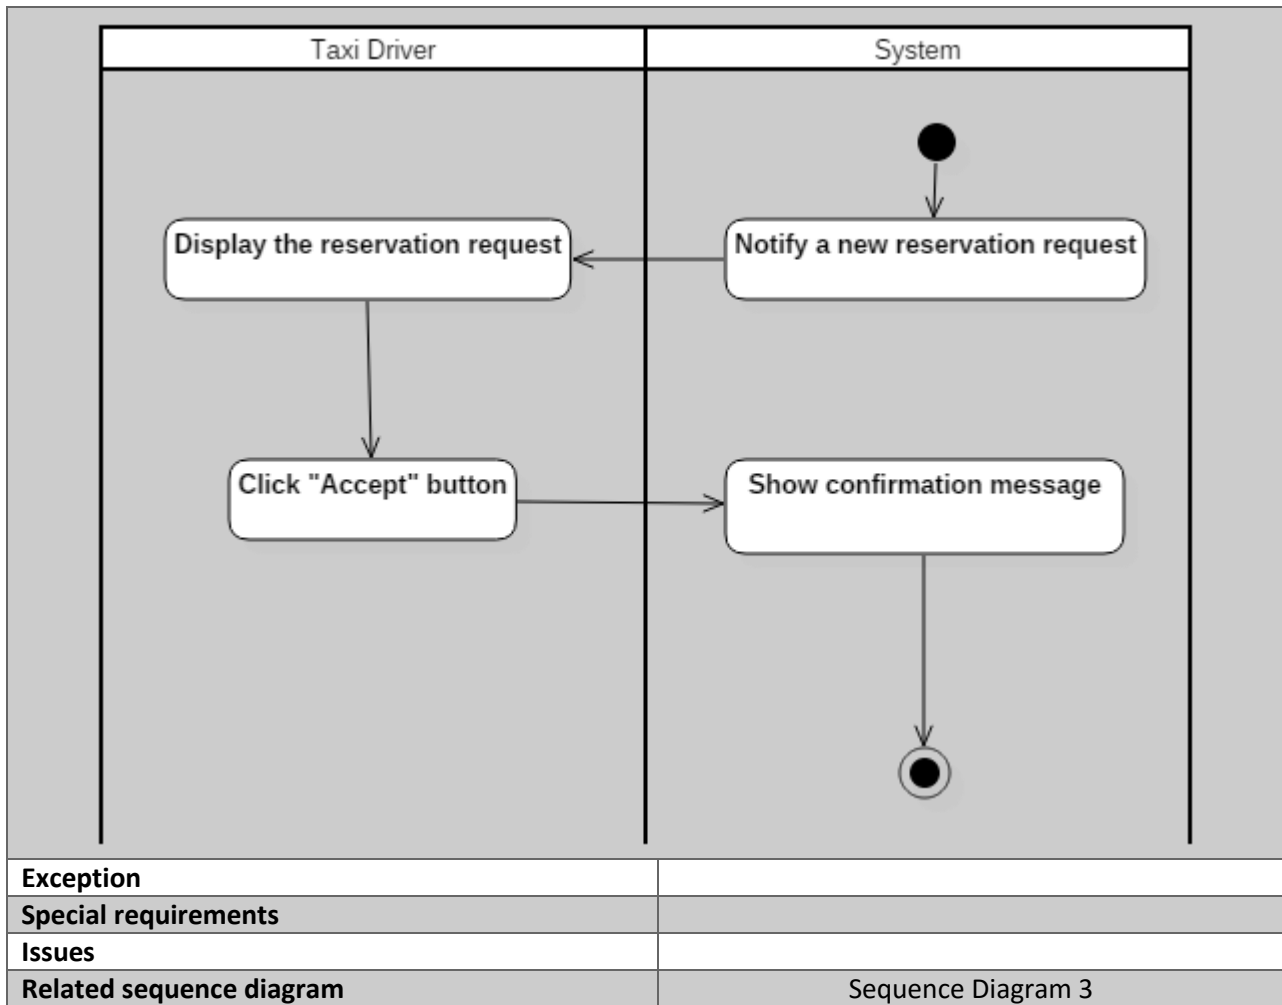 Taxi Driver
System
Display the reservation request
Notify a new reservation request
Click "Accept" button
Show confirmation message
Exception
Special requirements
Issues
Related sequence diagram
Sequence Diagram 3